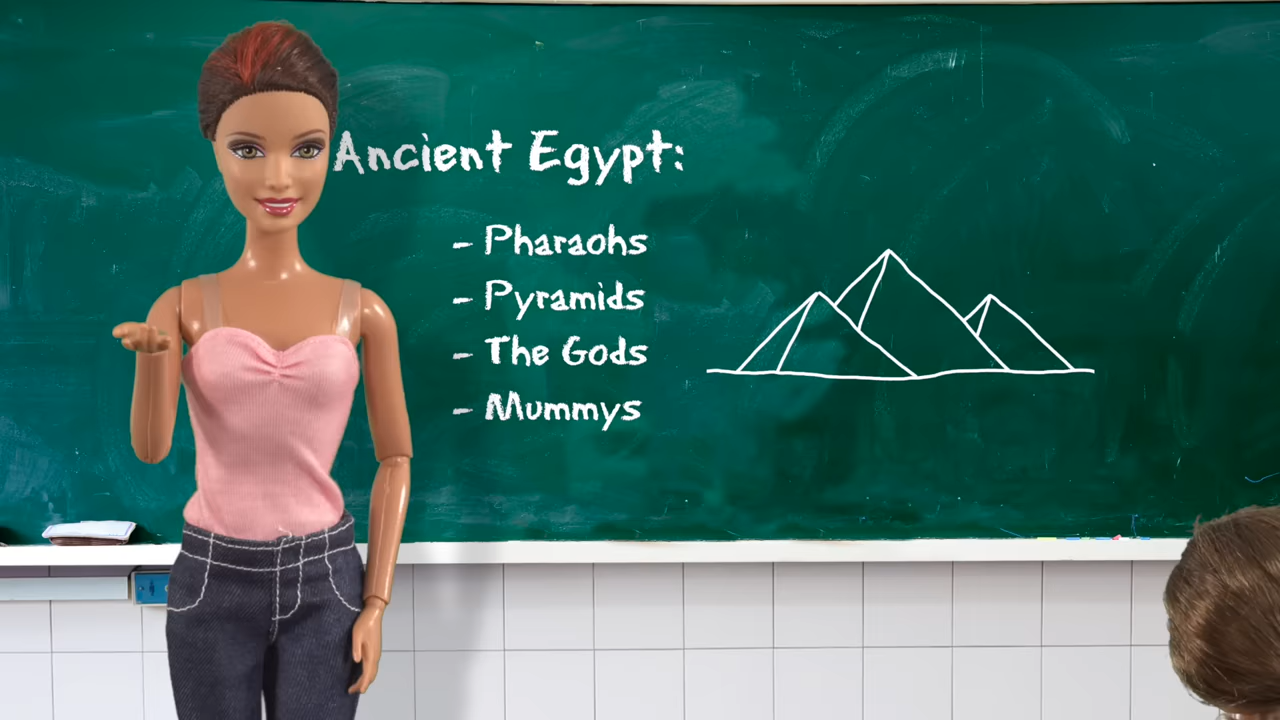 Ancient Egypt:
- Pharaohs
- Pyramids
- The Gods
- Mummys